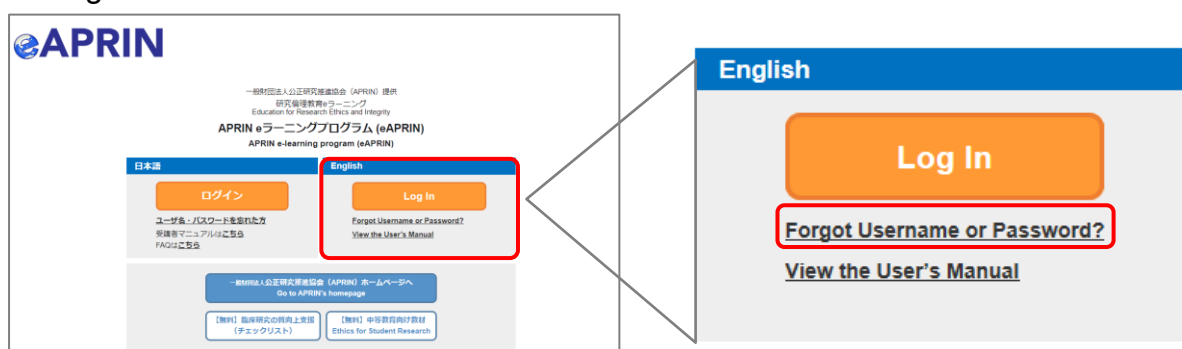 eAPRIN
一般財団法人公正研究推進協会（APRIN）提供
研究倫理教育eラーニング
Education for Research Ethics and Integrity
APRIN eラーニングプログラム (eAPRIN)
APRIN e-learning program (eAPRIN)
日本語
ログイン
ユーザ名・パスワードを忘れた方
受講者マニュアルはこちら
FAQはこちら
English
Log In
Forgot Username or Password?
View the User's Manual
一般財団法人公正研究推進協会（APRIN）ホームページへ
Go to APRIN's homepage
【無料】臨床研究の質向上支援
（チェックリスト）
【無料】中等教育向け教材
Ethics for Student Research
English
Log In
Forgot Username or Password?
View the User's Manual